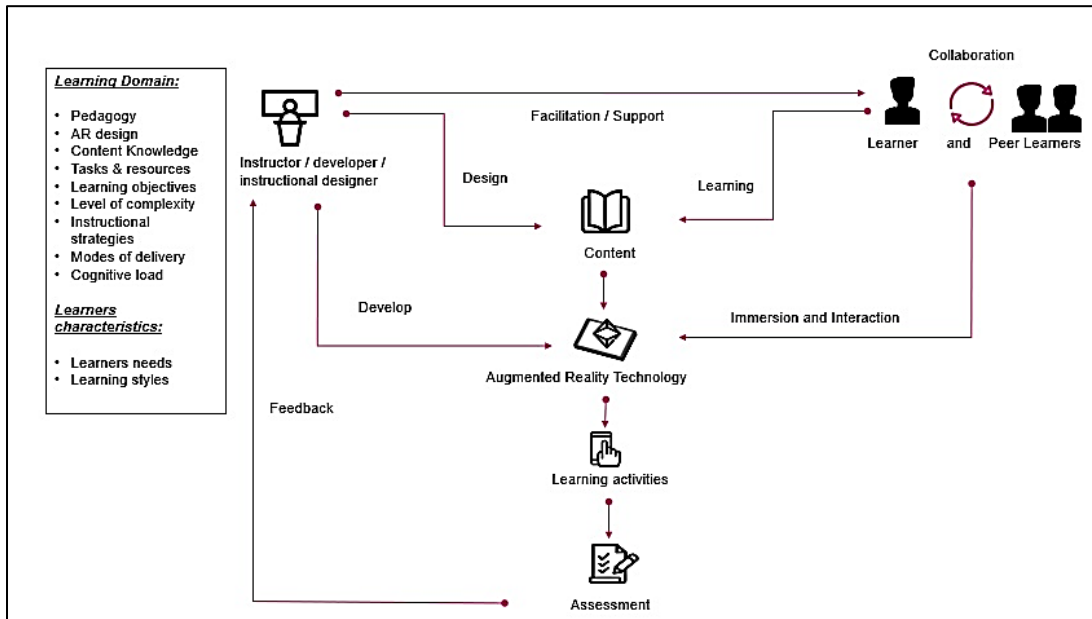 Learning Domain:
• Pedagogy
• AR design
• Content Knowledge
• Tasks & resources
• Learning objectives
• Level of complexity
• Instructional
strategies
• Modes of delivery
• Cognitive load
Learners
characteristics:
• Learners needs
• Learning styles
Instructor / developer /
instructional designer
Facilitation / Support
Collaboration
Learner and Peer Learners
Design
Learning
Content
Develop
Immersion and Interaction
Augmented Reality Technology
Feedback
Learning activities
Assessment